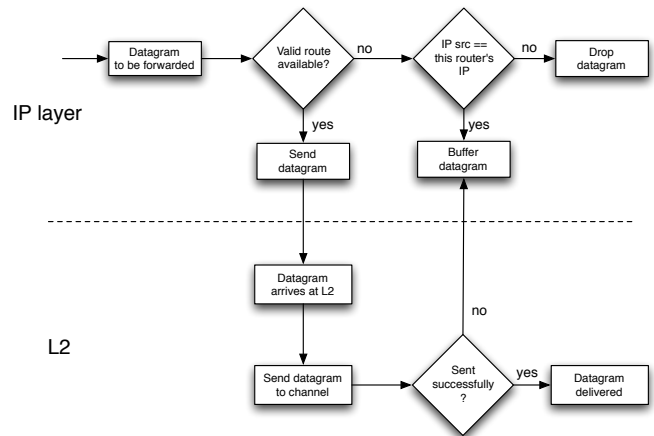 Datagram
to be forwarded
Valid route
available?
no
IP src ==
this router's
IP
no
Drop
datagram
IP layer
yes
yes
Send
datagram
Buffer
datagram
Datagram
arrives at L2
no
L2
Send datagram
to channel
Sent
successfully
?
yes
Datagram
delivered